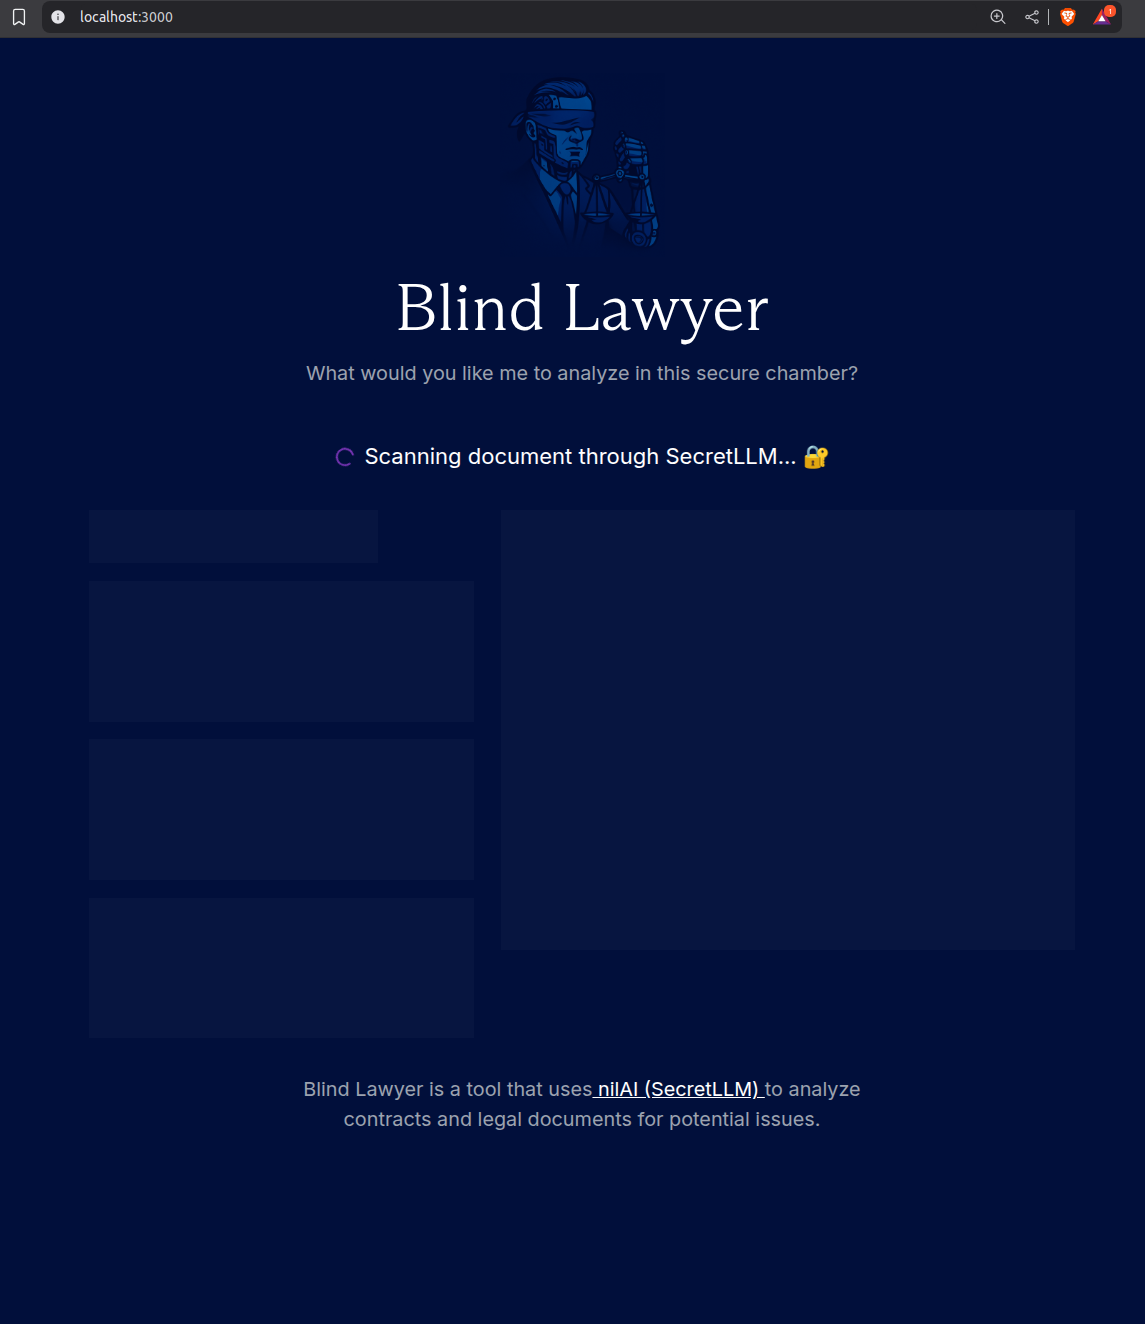 localhost:3000
1
Blind Lawyer
What would you like me to analyze in this secure chamber?
Scanning document through SecretLLM... 🔐
Blind Lawyer is a tool that uses nilAI (SecretLLM) to analyze
contracts and legal documents for potential issues.